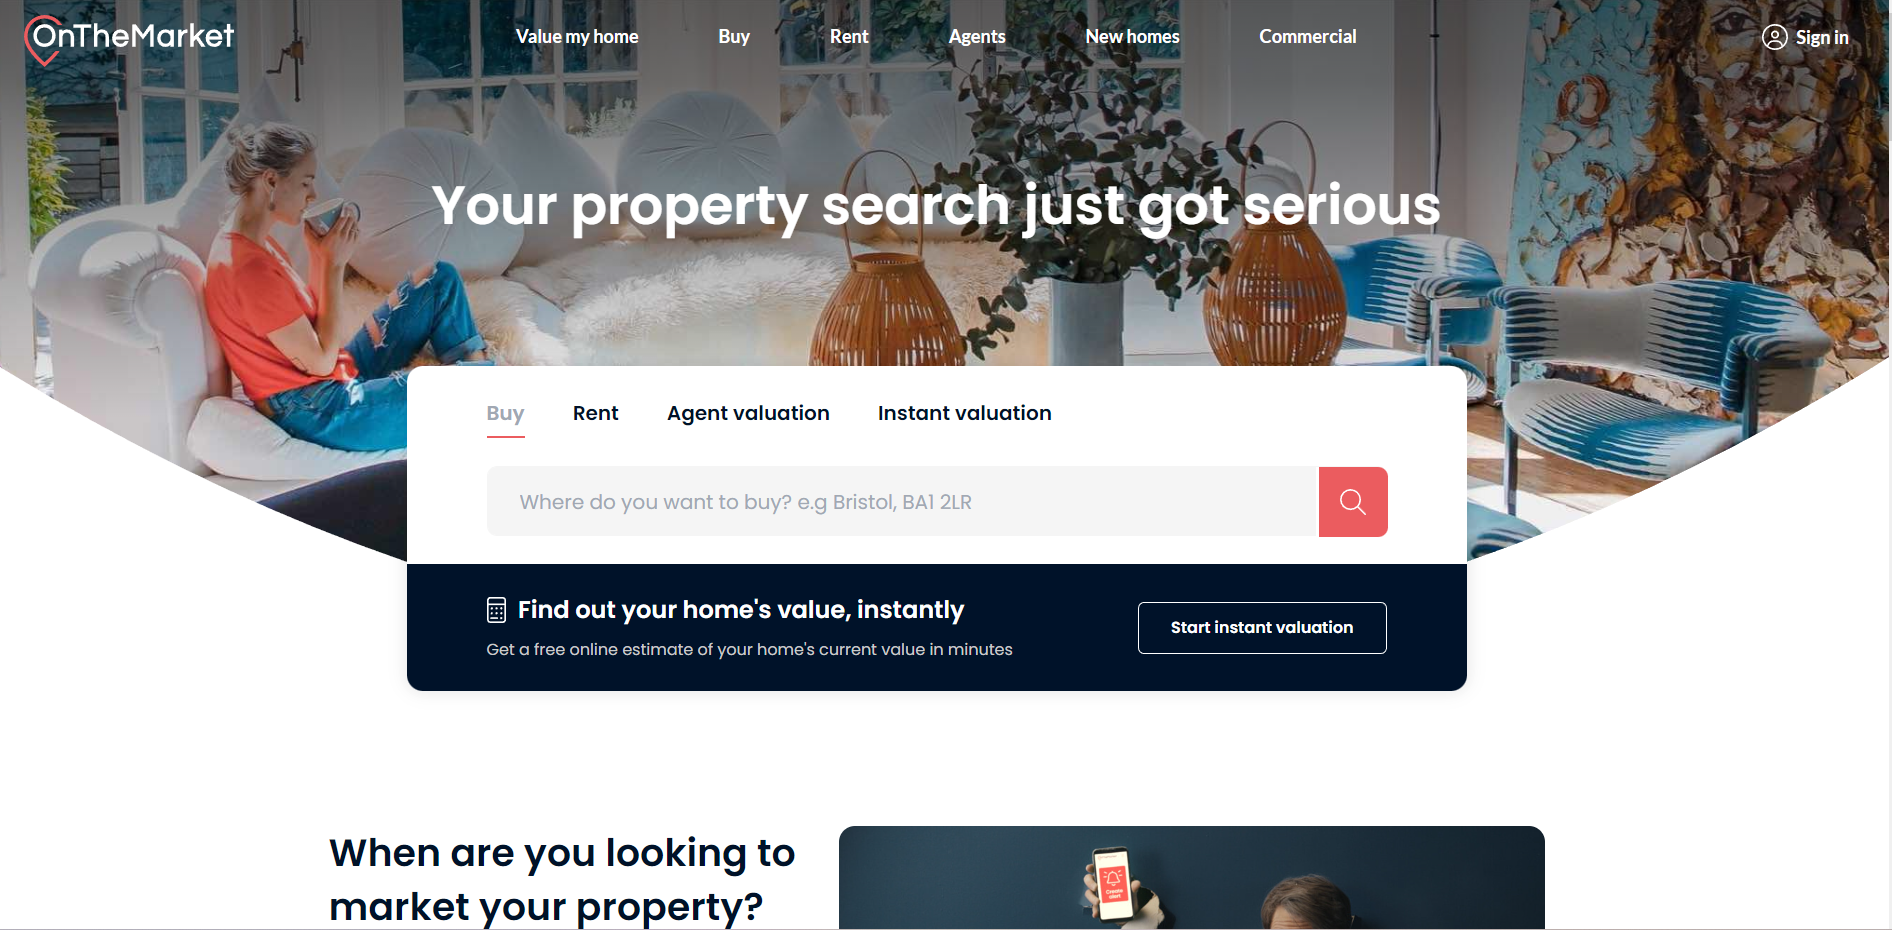 OnTheMarket
Value my home
Buy
Rent
Agents
New homes
Commercial
Sign in
Your property search just got serious
Buy
Rent
Agent valuation
Instant valuation
Where do you want to buy? e.g Bristol, BA1 2LR
Find out your home's value, instantly
Get a free online estimate of your home's current value in minutes
Start instant valuation
When are you looking to
market your property?
Create
alert